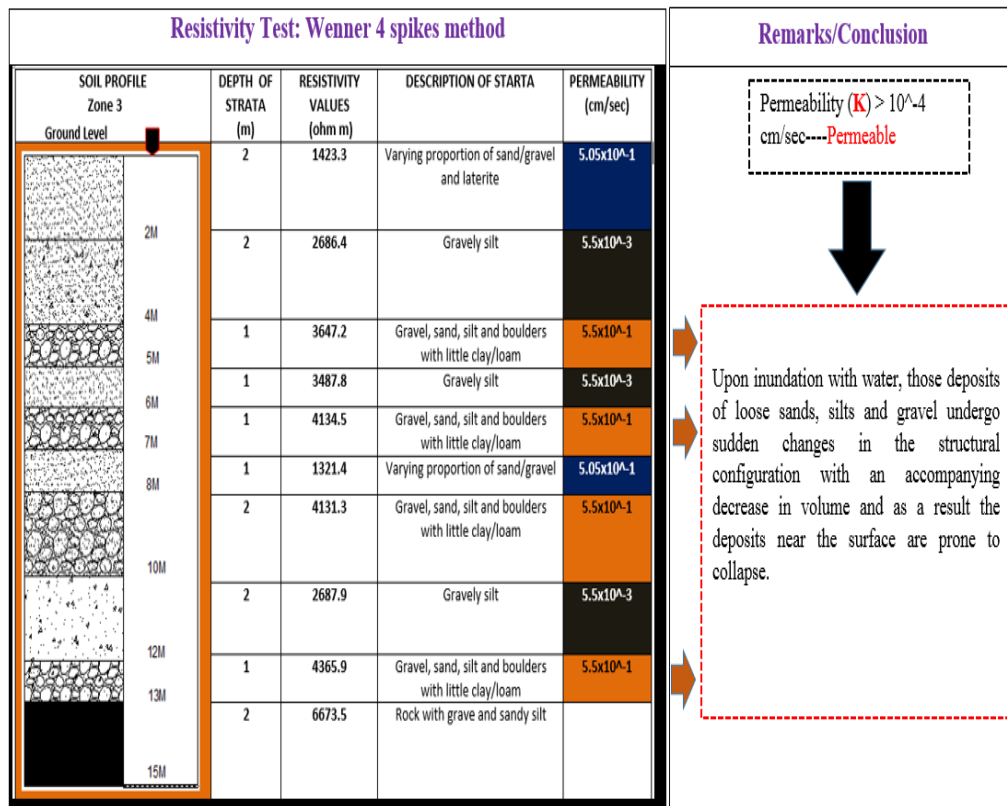 Resistivity Test: Wenner 4 spikes method
SOIL PROFILE
Zone 3
Ground Level
DEPTH OF
STRATA
(m)
RESISTIVITY
VALUES
(ohm m)
DESCRIPTION OF STARTA
PERMEABILITY
(cm/sec)
2M
4M
5M
6M
7M
8M
10M
12M
13M
15M
2
1423.3
Varying proportion of sand/gravel
and laterite
5.05x10^-1
2
2686.4
Gravely silt
5.5x10^-3
1
3647.2
Gravel, sand, silt and boulders
with little clay/loam
5.5x10^-1
1
3487.8
Gravely silt
5.5x10^-3
1
4134.5
Gravel, sand, silt and boulders
with little clay/loam
5.5x10^-1
1
1321.4
Varying proportion of sand/gravel
5.05x10^-1
2
4131.3
Gravel, sand, silt and boulders
with little clay/loam
5.5x10^-1
2
2687.9
Gravely silt
5.5x10^-3
1
4365.9
Gravel, sand, silt and boulders
with little clay/loam
5.5x10^-1
2
6673.5
Rock with grave and sandy silt
Remarks/Conclusion
Permeability (K) > 10^-4
cm/sec----Permeable
Upon inundation with water, those deposits
of loose sands, silts and gravel undergo
sudden changes in the structural
configuration with an accompanying
decrease in volume and as a result the
deposits near the surface are prone to
collapse.